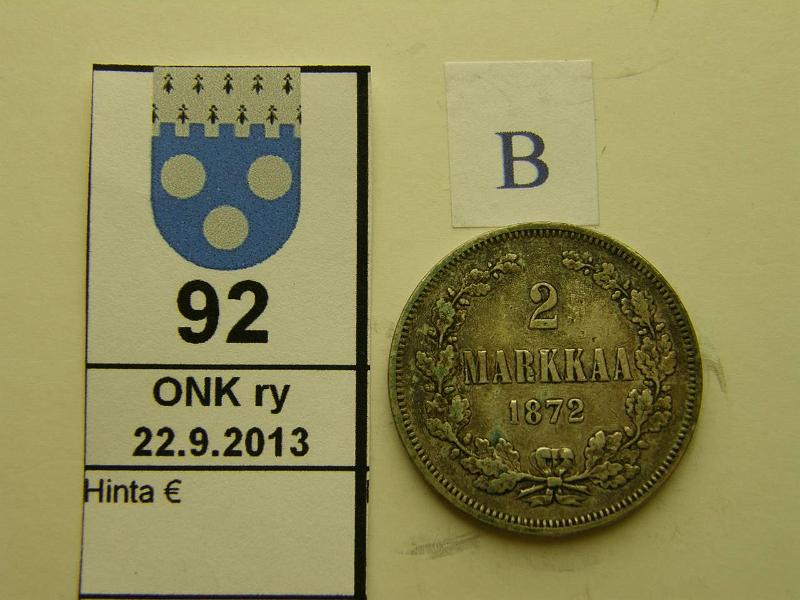 92
ONK ry
22.9.2013
Hinta €
B
2
MARKKAA
1872